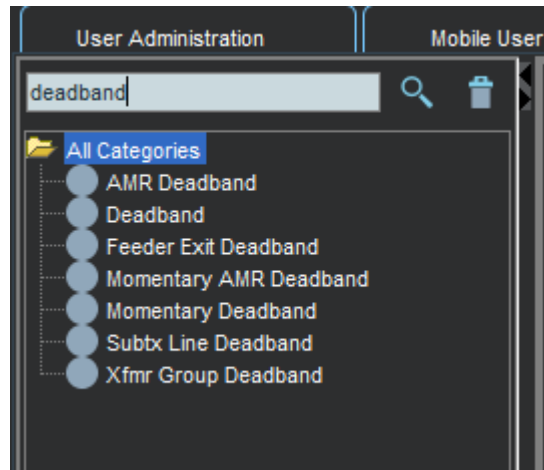 User Administration
Mobile User
deadband
All Categories
AMR Deadband
Deadband
Feeder Exit Deadband
Momentary AMR Deadband
Momentary Deadband
Subtx Line Deadband
Xfmr Group Deadband